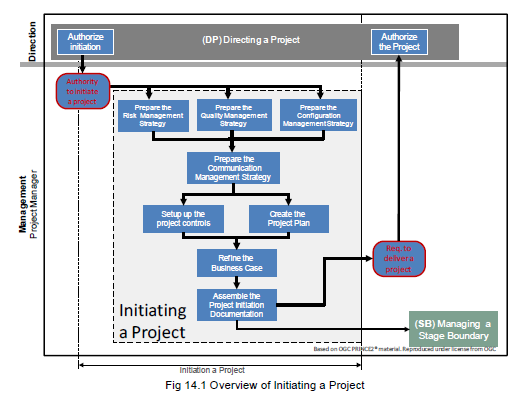 Direction
Authorize
initiation
(DP) Directing a Project
Authorize
the Project
Authority
to initiate
a project
Prepare the
Risk Management
Strategy
Prepare the
Quality Management
Strategy
Prepare the
Configuration
Management Strategy
Prepare the
Communication
Management Strategy
Management
Project Manager
Setup up the
project controls
Create the
Project Plan
Refine the
Business Case
Req. to
deliver a
project
Assemble the
Project Initiation
Documentation
Initiating
a Project
(SB) Managing a
Stage Boundary
Based on OGC PRINCE2® material. Reproduced under license from OGC
Initiation a Project
Fig 14.1 Overview of Initiating a Project